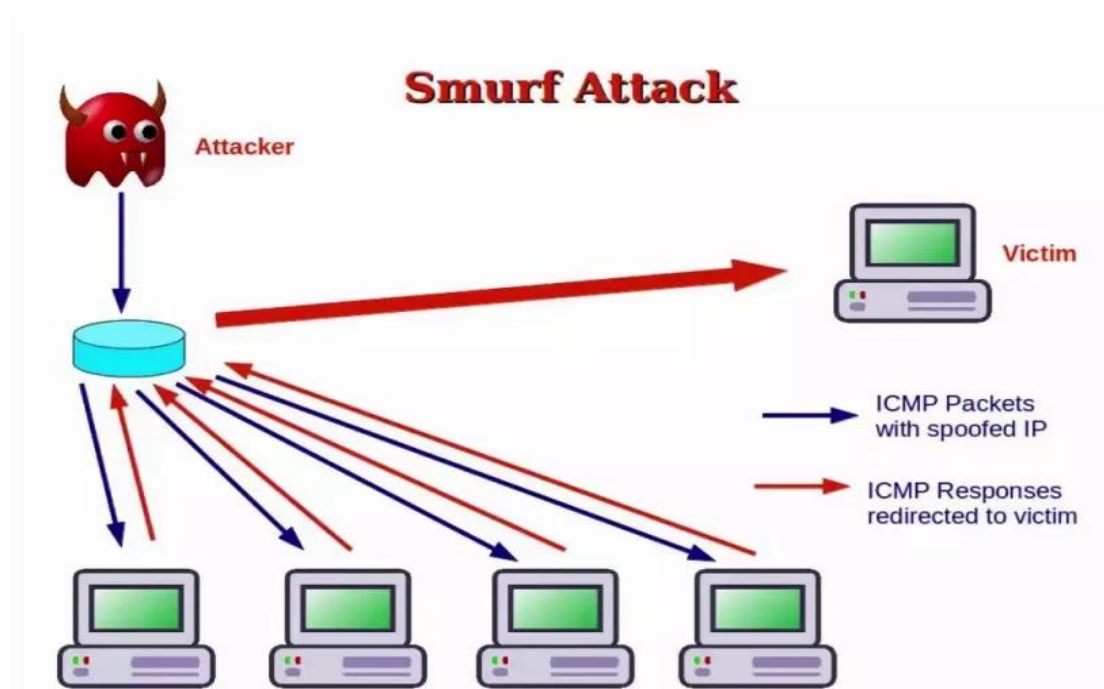 Smurf Attack
Attacker
Victim
ICMP Packets
with spoofed IP
ICMP Responses
redirected to victim